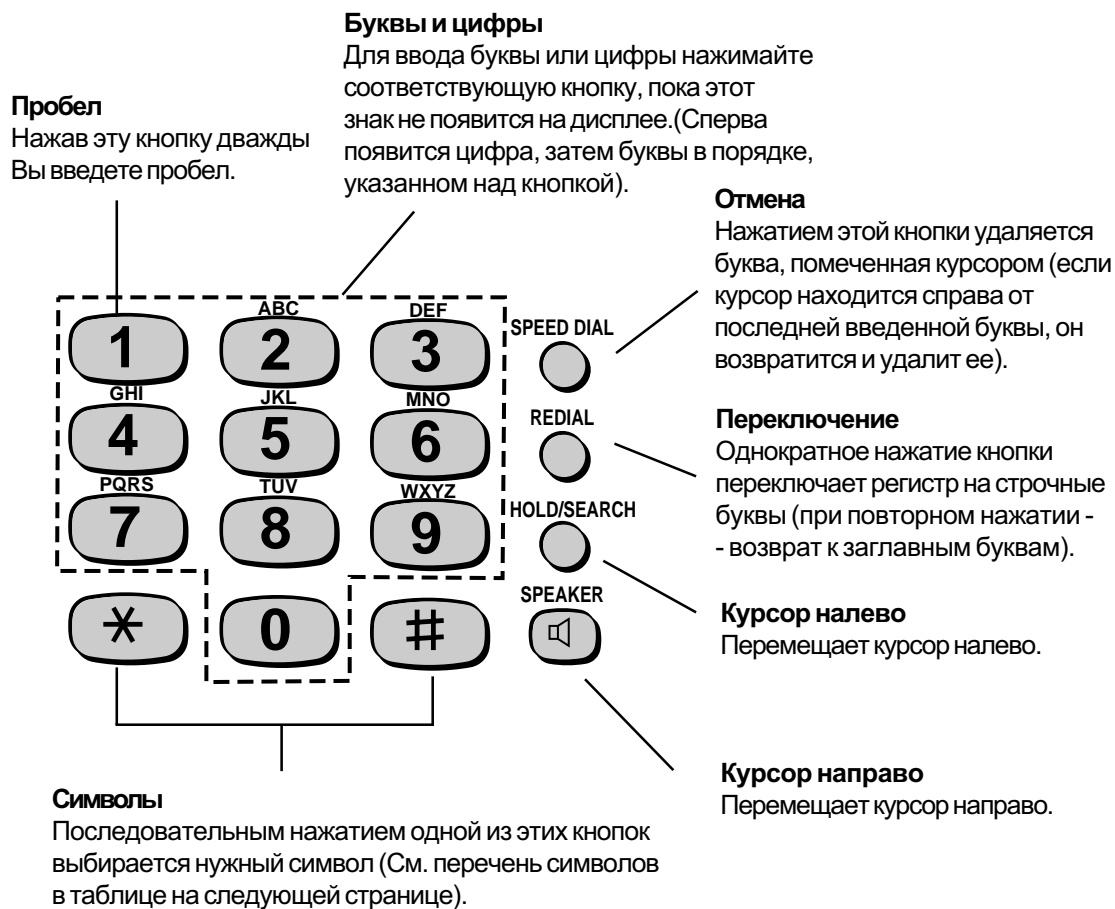 Буквы и цифры
Для ввода буквы или цифры нажимайте
соответствующую кнопку, пока этот
знак не появится на дисплее.(Сперва
появится цифра, затем буквы в порядке,
указанном над кнопкой).
Пробел
Нажав эту кнопку дважды
Вы введете пробел.
Отмена
Нажатием этой кнопки удаляется
буква, помеченная курсором (если
курсор находится справа от
последней введенной буквы, он
возвратится и удалит ее).
ABC DEF
1 2 3
SPEED DIAL
GHI JKL MNO
4 5 6
REDIAL
Переключение
Однократное нажатие кнопки
переключает регистр на строчные
буквы (при повторном нажатии -
- возврат к заглавным буквам).
PQRS TUV WXYZ
7 8 9
HOLD/SEARCH
SPEAKER
* 0 #
Курсор налево
Перемещает курсор налево.
Курсор направо
Перемещает курсор направо.
Символы
Последовательным нажатием одной из этих кнопок
выбирается нужный символ (См. перечень символов
в таблице на следующей странице).